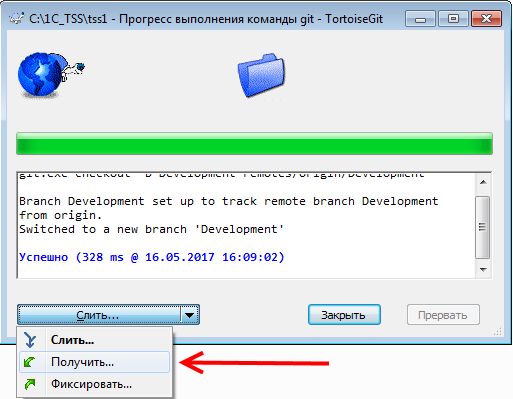 C:\1C_TSS\tss1 - Прогресс выполнения команды git - TortoiseGit
git.exe checkout -B Development remotes/origin/Development
Branch Development set up to track remote branch Development
from origin.
Switched to a new branch 'Development'
Успешно (328 ms @ 16.05.2017 16:09:02)
Слить...
Закрыть
Прервать
Слить...
Получить...
Фиксировать...